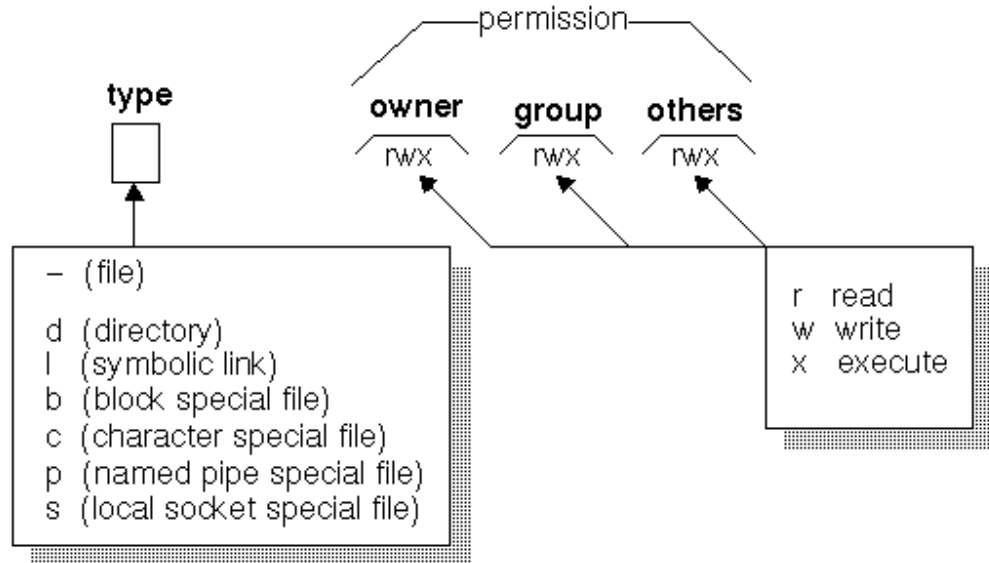 permission
type
owner group others
rwx rwx rwx
– (file)
d (directory)
l (symbolic link)
b (block special file)
c (character special file)
p (named pipe special file)
s (local socket special file)
r read
w write
x execute